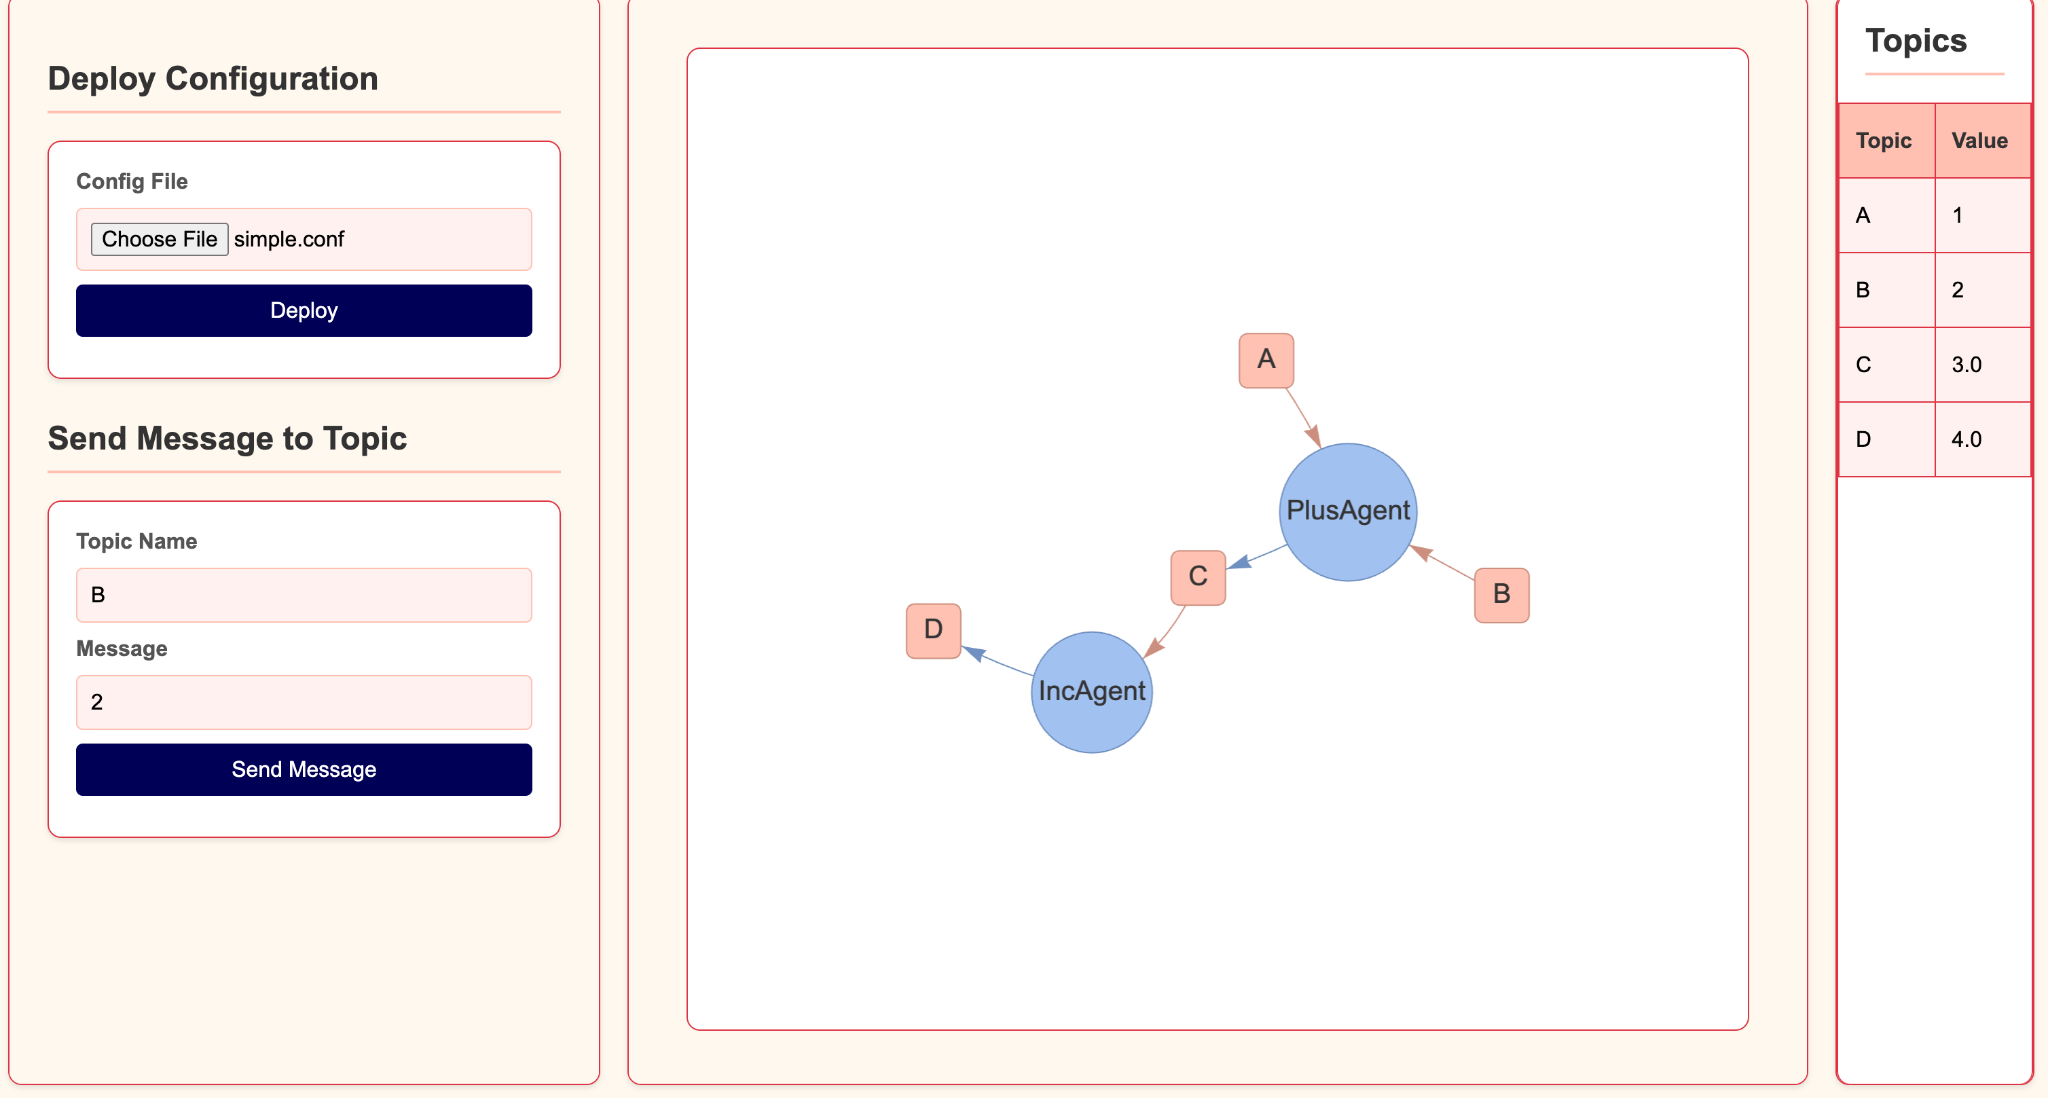 Deploy Configuration
Config File
Choose File simple.conf
Deploy
Send Message to Topic
Topic Name
B
Message
2
Send Message
A
PlusAgent
C
B
D
IncAgent
Topics
Topic Value
A 1
B 2
C 3.0
D 4.0